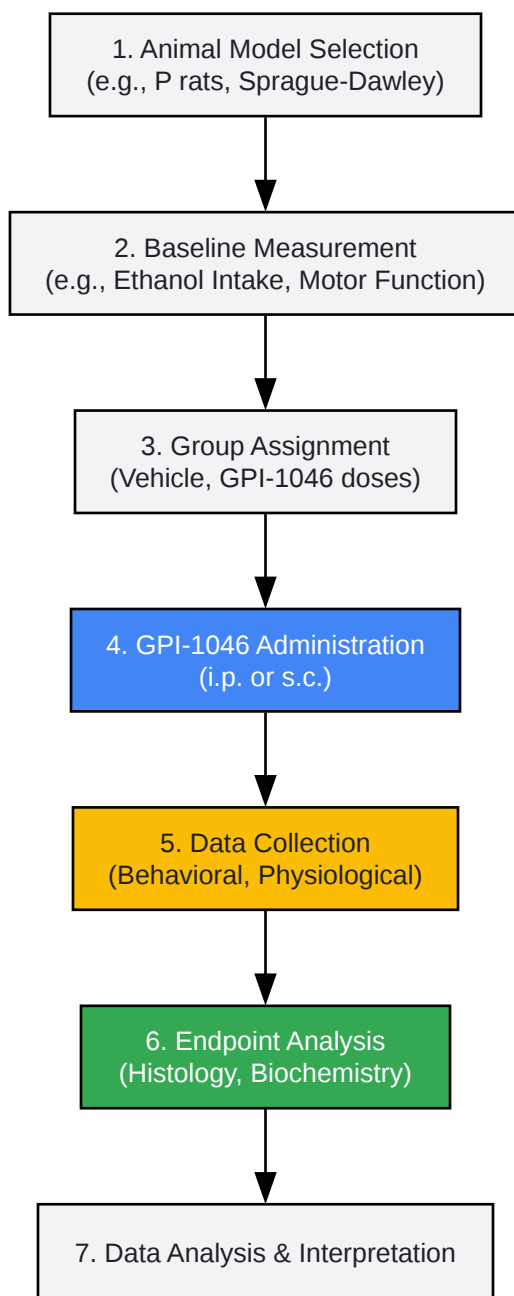 1. Animal Model Selection
(e.g., P rats, Sprague-Dawley)
2. Baseline Measurement
(e.g., Ethanol Intake, Motor Function)
3. Group Assignment
(Vehicle, GPI-1046 doses)
4. GPI-1046 Administration
(i.p. or s.c.)
5. Data Collection
(Behavioral, Physiological)
6. Endpoint Analysis
(Histology, Biochemistry)
7. Data Analysis & Interpretation